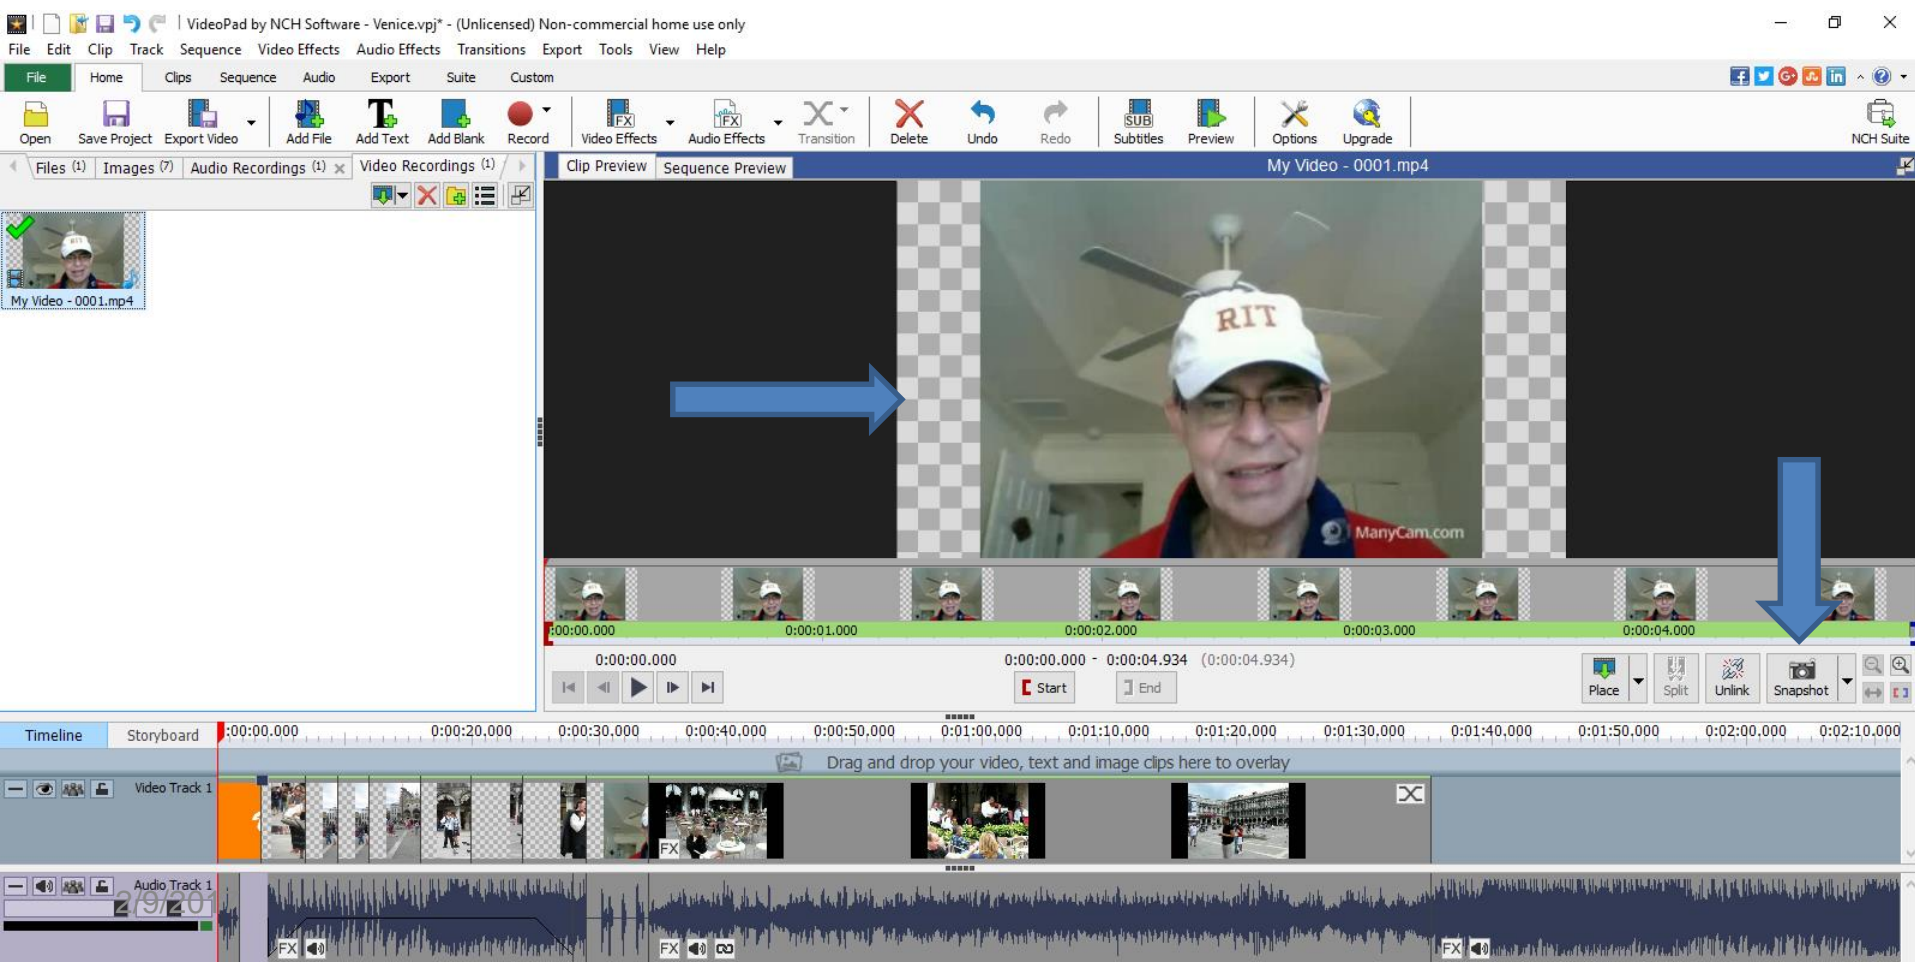 VideoPad by NCH Software - Venice.vpj* - (Unlicensed) Non-commercial home use only
File Edit Clip Track Sequence Video Effects Audio Effects Transitions Export Tools View Help
File Home Clips Sequence Audio Export Suite Custom
Open Save Project Export Video Add File Add Text Add Blank Record Video Effects Audio Effects Transition Delete Undo Redo Subtitles Preview Options Upgrade NCH Suite
Files (1) Images (7) Audio Recordings (1) Video Recordings (1)
My Video - 0001.mp4
Clip Preview Sequence Preview My Video - 0001.mp4
RIT
ManyCam.com
:00:00.000 0:00:01.000 0:00:02.000 0:00:03.000 0:00:04.000
0:00:00.000 0:00:00.000 - 0:00:04.934 (0:00:04.934)
Start End
Place Split Unlink Snapshot
Timeline Storyboard :00:00.000 0:00:20.000 0:00:30.000 0:00:40.000 0:00:50.000 0:01:00.000 0:01:10.000 0:01:20.000 0:01:30.000 0:01:40.000 0:01:50.000 0:02:00.000 0:02:10.000
Drag and drop your video, text and image clips here to overlay
Video Track 1
FX
Audio Track 1
2/9/201
FX FX FX